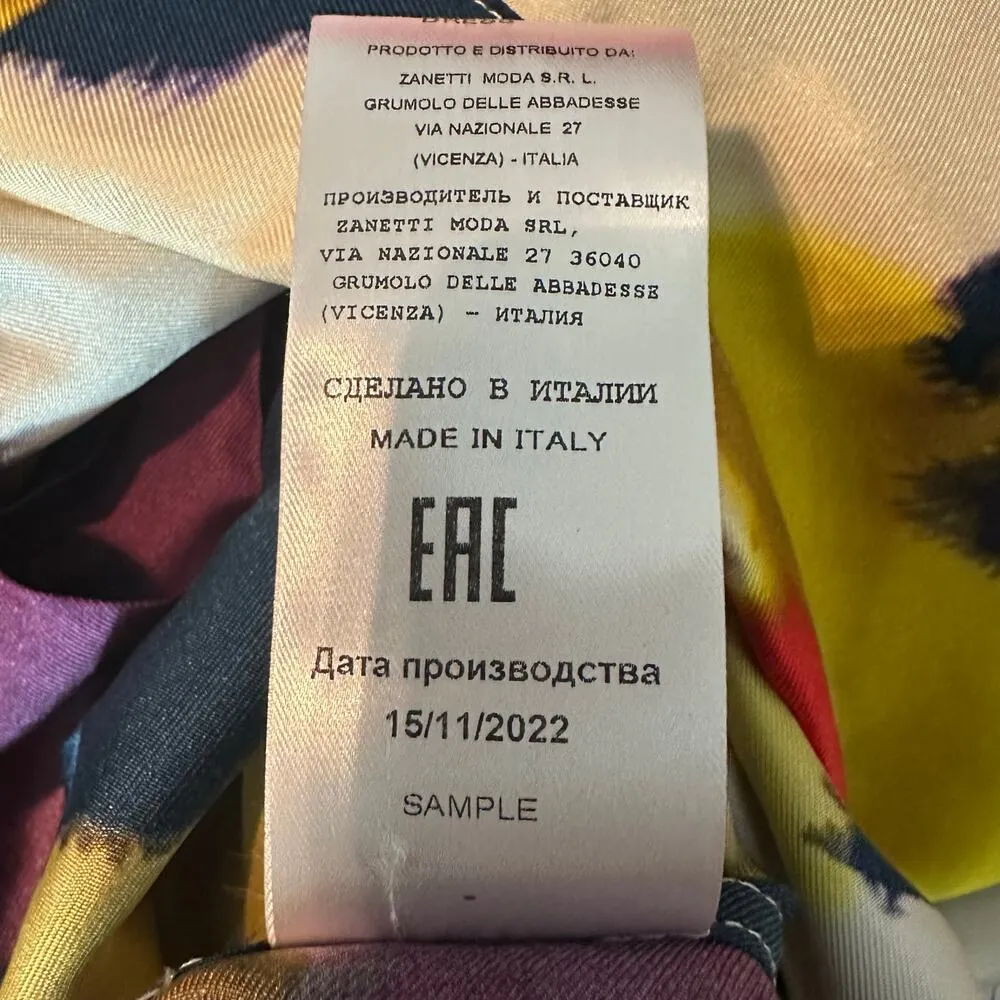 DRESS
PRODOTTO E DISTRIBUITO DA:
ZANETTI MODA S.R. L.
GRUMOLO DELLE ABBADESSE
VIA NAZIONALE 27
(VICENZA) - ITALIA
ПРОИЗВОДИТЕЛЬ И ПОСТАВЩИК
ZANETTI MODA SRL,
VIA NAZIONALE 27 36040
GRUMOLO DELLE ABBADESSE
(VICENZA) - ИТАЛИЯ
СДЕЛАНО В ИТАЛИИ
MADE IN ITALY
EAC
Дата производства
15/11/2022
SAMPLE
-